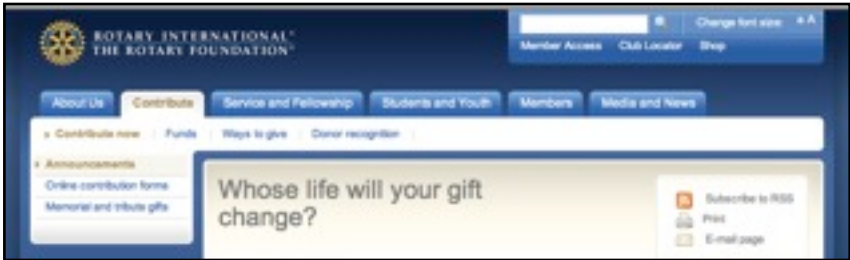 ROTARY INTERNATIONAL®
THE ROTARY FOUNDATION®
Change font size A A
Member Access Club Locator Shop
About Us Contribute Service and Fellowship Students and Youth Members Media and News
Contribute now Funds Ways to give Donor recognition
Announcements
Online contribution forms
Memorial and tribute gifts
Whose life will your gift
change?
Subscribe to RSS
Print
E-mail page